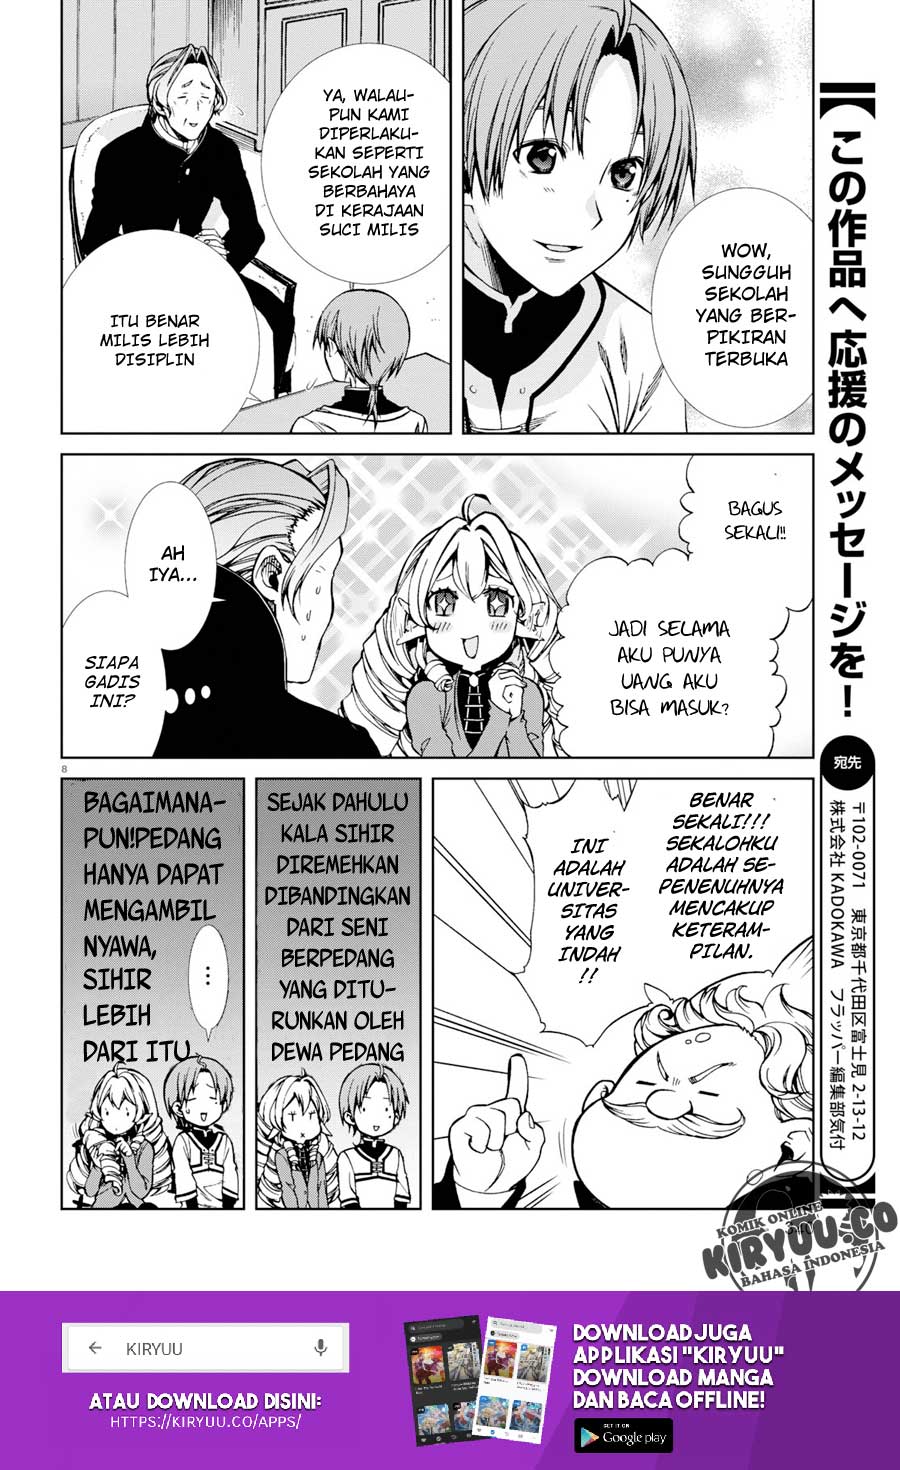 WOW,
SUNGGUH
SEKOLAH
YANG BER-
PIKIRAN
TERBUKA
YA, WALAU-
PUN KAMI
DIPERLAKU-
KAN SEPERTI
SEKOLAH YANG
BERBAHAYA
DI KERAJAAN
SUCI MILIS
ITU BENAR
MILIS LEBIH
DISIPLIN
BAGUS
SEKALI!!
JADI SELAMA
AKU PUNYA
UANG AKU
BISA MASUK?
AH
IYA...
SIAPA
GADIS
INI?
8
BENAR
SEKALI!!!
SEKALOHKU
ADALAH SE-
PENENUHNYA
MENCAKUP
KETERAM-
PILAN.
INI
ADALAH
UNIVER-
SITAS
YANG
INDAH
!!
SEJAK DAHULU
KALA SIHIR
DIREMEHKAN
DIBANDINGKAN
DARI SENI
BERPEDANG
YANG DITU-
RUNKAN OLEH
DEWA PEDANG
BAGAIMANA-
PUN!PEDANG
HANYA DAPAT
MENGAMBIL
NYAWA,
SIHIR
LEBIH
DARI ITU
...
【この作品へ応援のメッセージを!
宛先
〒102-0071 東京都千代田区富士見 2-13-12
株式会社 KADOKAWA フラッパー編集部気付
KOMIK ONLINE
KIRYUU.CO
BAHASA INDONESIA
KIRYUU
ATAU DOWNLOAD DISINI:
HTTPS://KIRYUU.CO/APPS/
DOWNLOAD JUGA
APPLIKASI "KIRYUU"
DOWNLOAD MANGA
DAN BACA OFFLINE!
GET IT ON
Google play